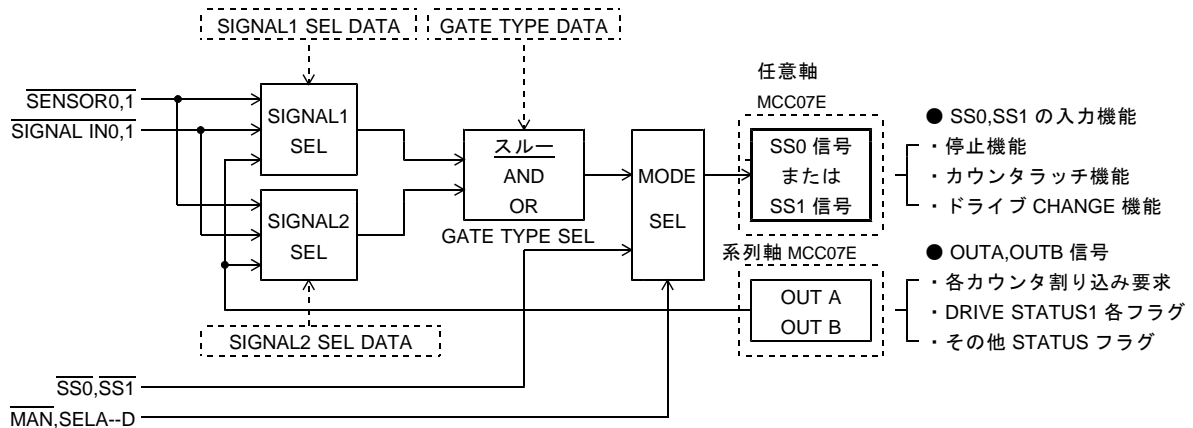 SIGNAL1 SEL DATA
GATE TYPE DATA
SENSOR0,1
SIGNAL IN0,1
SIGNAL1
SEL
SIGNAL2
SEL
SIGNAL2 SEL DATA
スルー
AND
OR
GATE TYPE SEL
MODE
SEL
任意軸
MCC07E
SS0 信号
または
SS1 信号
系列軸 MCC07E
OUT A
OUT B
● SS0,SS1 の入力機能
・停止機能
・カウンタラッチ機能
・ドライブ CHANGE 機能
● OUTA,OUTB 信号
・各カウンタ割り込み要求
・DRIVE STATUS1 各フラグ
・その他 STATUS フラグ
SS0,SS1
MAN,SELA--D